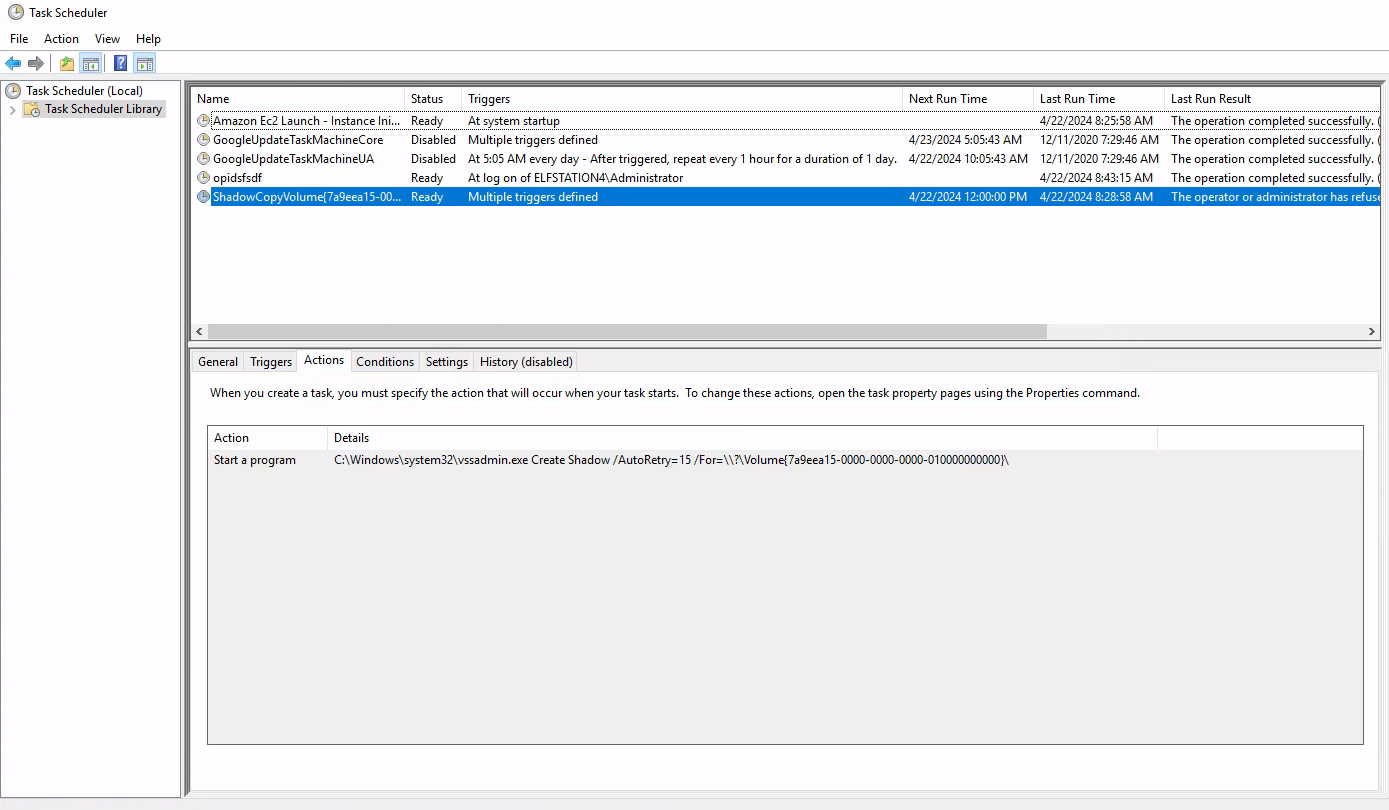 Task Scheduler
File Action View Help
Task Scheduler (Local)
Task Scheduler Library
Name Status Triggers Next Run Time Last Run Time Last Run Result
Amazon Ec2 Launch - Instance Ini... Ready At system startup 4/22/2024 8:25:58 AM The operation completed successfully. (
GoogleUpdateTaskMachineCore Disabled Multiple triggers defined 4/23/2024 5:05:43 AM 12/11/2020 7:29:46 AM The operation completed successfully. (
GoogleUpdateTaskMachineUA Disabled At 5:05 AM every day - After triggered, repeat every 1 hour for a duration of 1 day. 4/22/2024 10:05:43 AM 12/11/2020 7:29:46 AM The operation completed successfully. (
opidsfsdf Ready At log on of ELFSTATION4\Administrator 4/22/2024 8:43:15 AM The operation completed successfully. (
ShadowCopyVolume{7a9eea15-00... Ready Multiple triggers defined 4/22/2024 12:00:00 PM 4/22/2024 8:28:58 AM The operator or administrator has refuse
General Triggers Actions Conditions Settings History (disabled)
When you create a task, you must specify the action that will occur when your task starts. To change these actions, open the task property pages using the Properties command.
Action Details
Start a program C:\Windows\system32\vssadmin.exe Create Shadow /AutoRetry=15 /For=\\?\Volume{7a9eea15-0000-0000-0000-010000000000}\